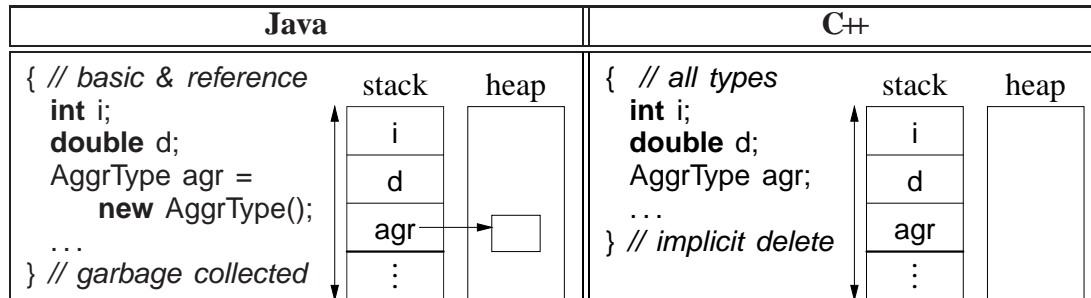 Java
{ // basic & reference
int i;
double d;
AggrType agr =
new AggrType();
...
} // garbage collected
stack heap
i
d
agr
⋮
C++
{ // all types
int i;
double d;
AggrType agr;
...
} // implicit delete
stack heap
i
d
agr
⋮